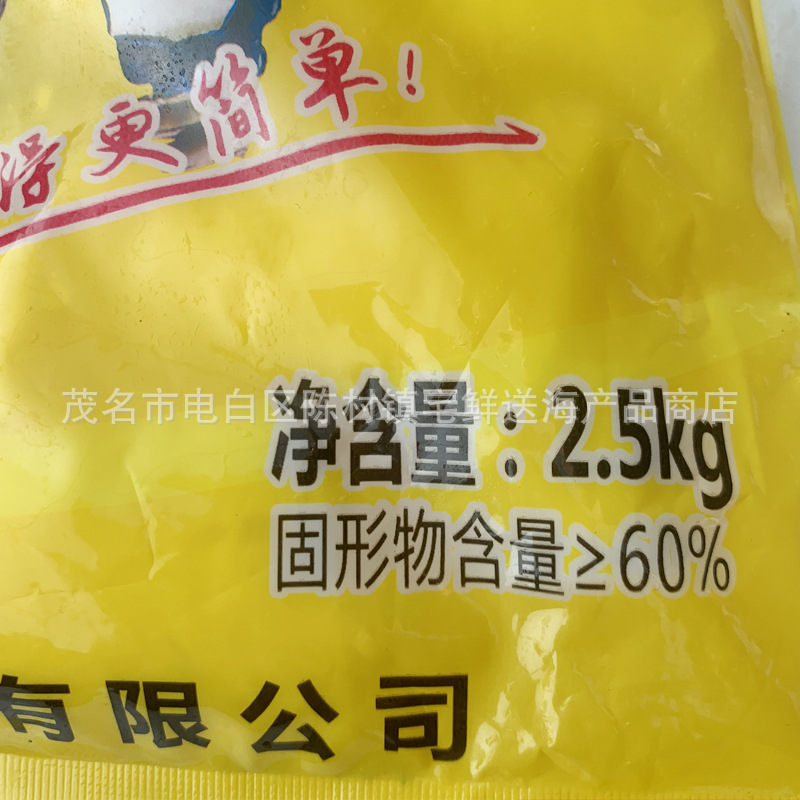 得更简单!
茂名市电白区陈村镇宅鲜送海产品商店
净含量:2.5kg
固形物含量≥60%
有限公司